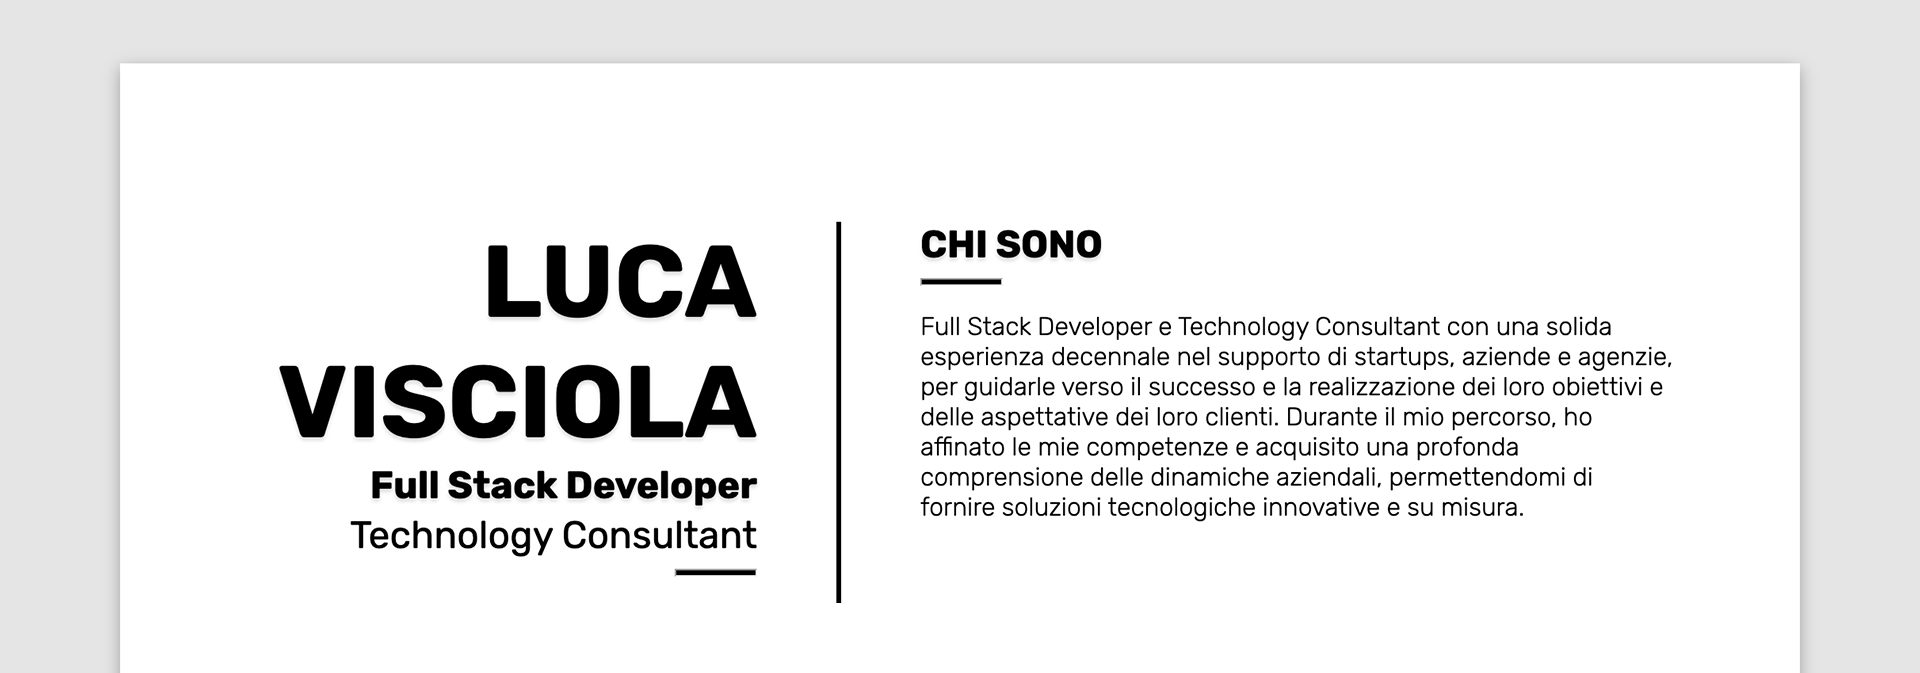 LUCA
VISCIOLA
Full Stack Developer
Technology Consultant
CHI SONO
Full Stack Developer e Technology Consultant con una solida
esperienza decennale nel supporto di startups, aziende e agenzie,
per guidarle verso il successo e la realizzazione dei loro obiettivi e
delle aspettative dei loro clienti. Durante il mio percorso, ho
affinato le mie competenze e acquisito una profonda
comprensione delle dinamiche aziendali, permettendomi di
fornire soluzioni tecnologiche innovative e su misura.